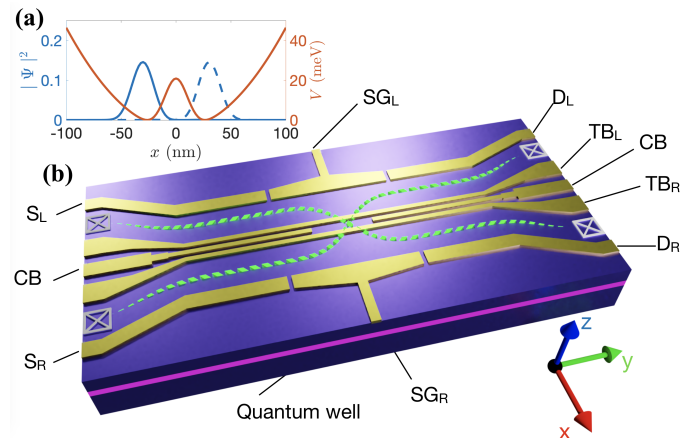 (a)
0.2
0.1
0
|Ψ|²
40
20
0
V (meV)
-100 -50 0 50 100
x (nm)
(b)
SG_L
D_L
TB_L
CB
TB_R
D_R
S_L
CB
S_R
SG_R
Quantum well
z
y
x